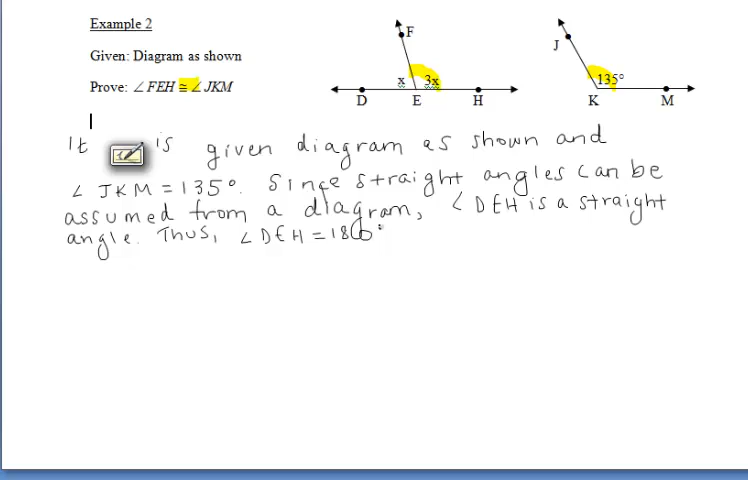 Example 2
Given: Diagram as shown
Prove: ∠ FEH ≅ ∠ JKM
F
x 3x
D E H
J
135°
K M
It is given diagram as shown and
∠ JKM = 135°. Since straight angles can be
assumed from a diagram, ∠ DEH is a straight
angle. Thus, ∠ DEH = 180°